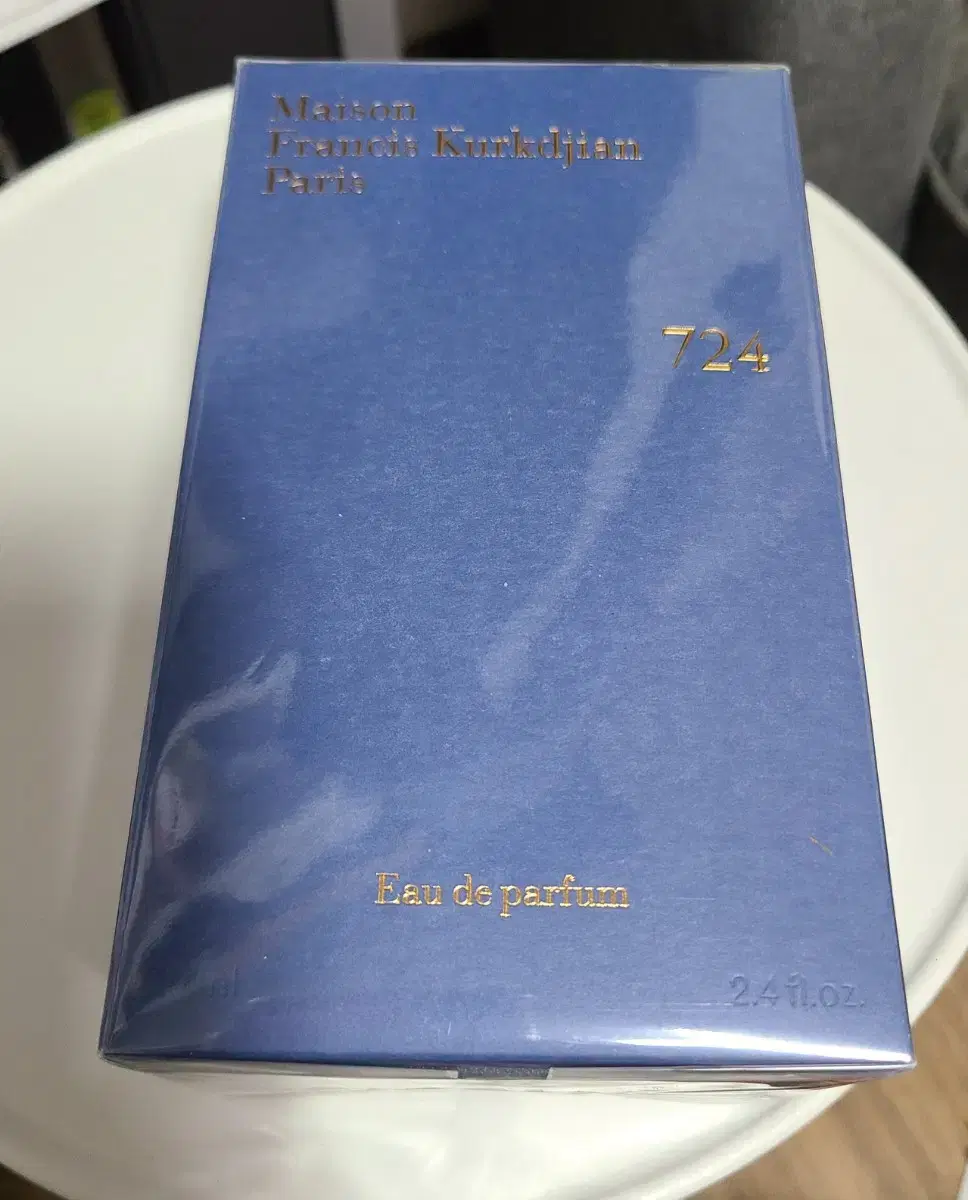 Maison
Francis Kurkdjian
Paris
724
Eau de parfum
2.4 fl.oz.